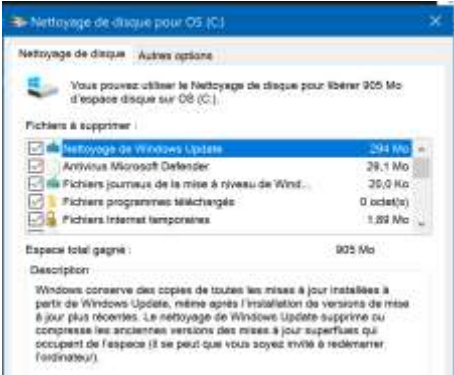 Nettoyage de disque pour OS (C:)
Nettoyage de disque Autres options
Vous pouvez utiliser le Nettoyage de disque pour libérer 905 Mo
d'espace disque sur OS (C:).
Fichiers à supprimer :
Nettoyage de Windows Update 294 Mo
Antivirus Microsoft Defender 29,1 Mo
Fichiers journaux de la mise à niveau de Wind... 20,0 Ko
Fichiers programmes téléchargés 0 octet(s)
Fichiers Internet temporaires 1,89 Mo
Espace total gagné : 905 Mo
Description
Windows conserve des copies de toutes les mises à jour installées à
partir de Windows Update, même après l'installation de versions de mise
à jour plus récentes. Le nettoyage de Windows Update supprime ou
compresse les anciennes versions des mises à jour superflues qui
occupent de l'espace (il se peut que vous soyez invité à redémarrer
l'ordinateur).